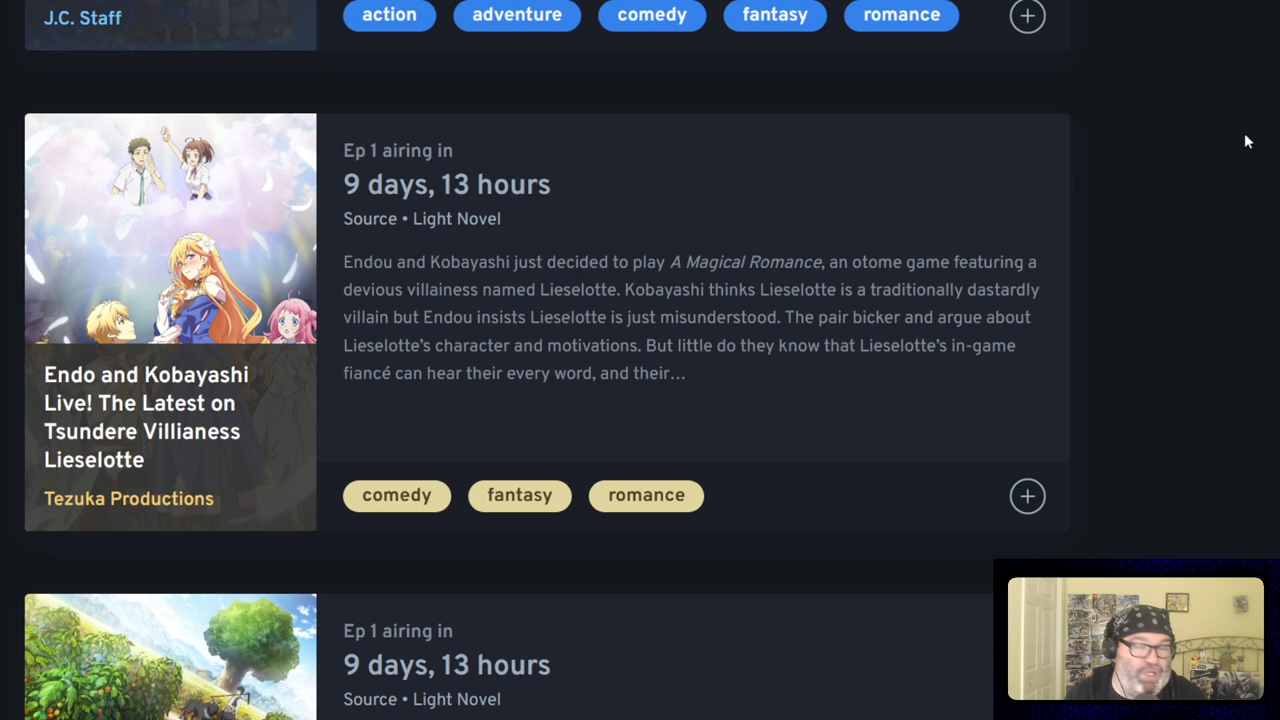 J.C. Staff
action adventure comedy fantasy romance
Ep 1 airing in
9 days, 13 hours
Source • Light Novel
Endou and Kobayashi just decided to play A Magical Romance, an otome game featuring a
devious villainess named Lieselotte. Kobayashi thinks Lieselotte is a traditionally dastardly
villain but Endou insists Lieselotte is just misunderstood. The pair bicker and argue about
Lieselotte’s character and motivations. But little do they know that Lieselotte’s in-game
fiancé can hear their every word, and their…
Endo and Kobayashi
Live! The Latest on
Tsundere Villianess
Lieselotte
Tezuka Productions
comedy fantasy romance
Ep 1 airing in
9 days, 13 hours
Source • Light Novel